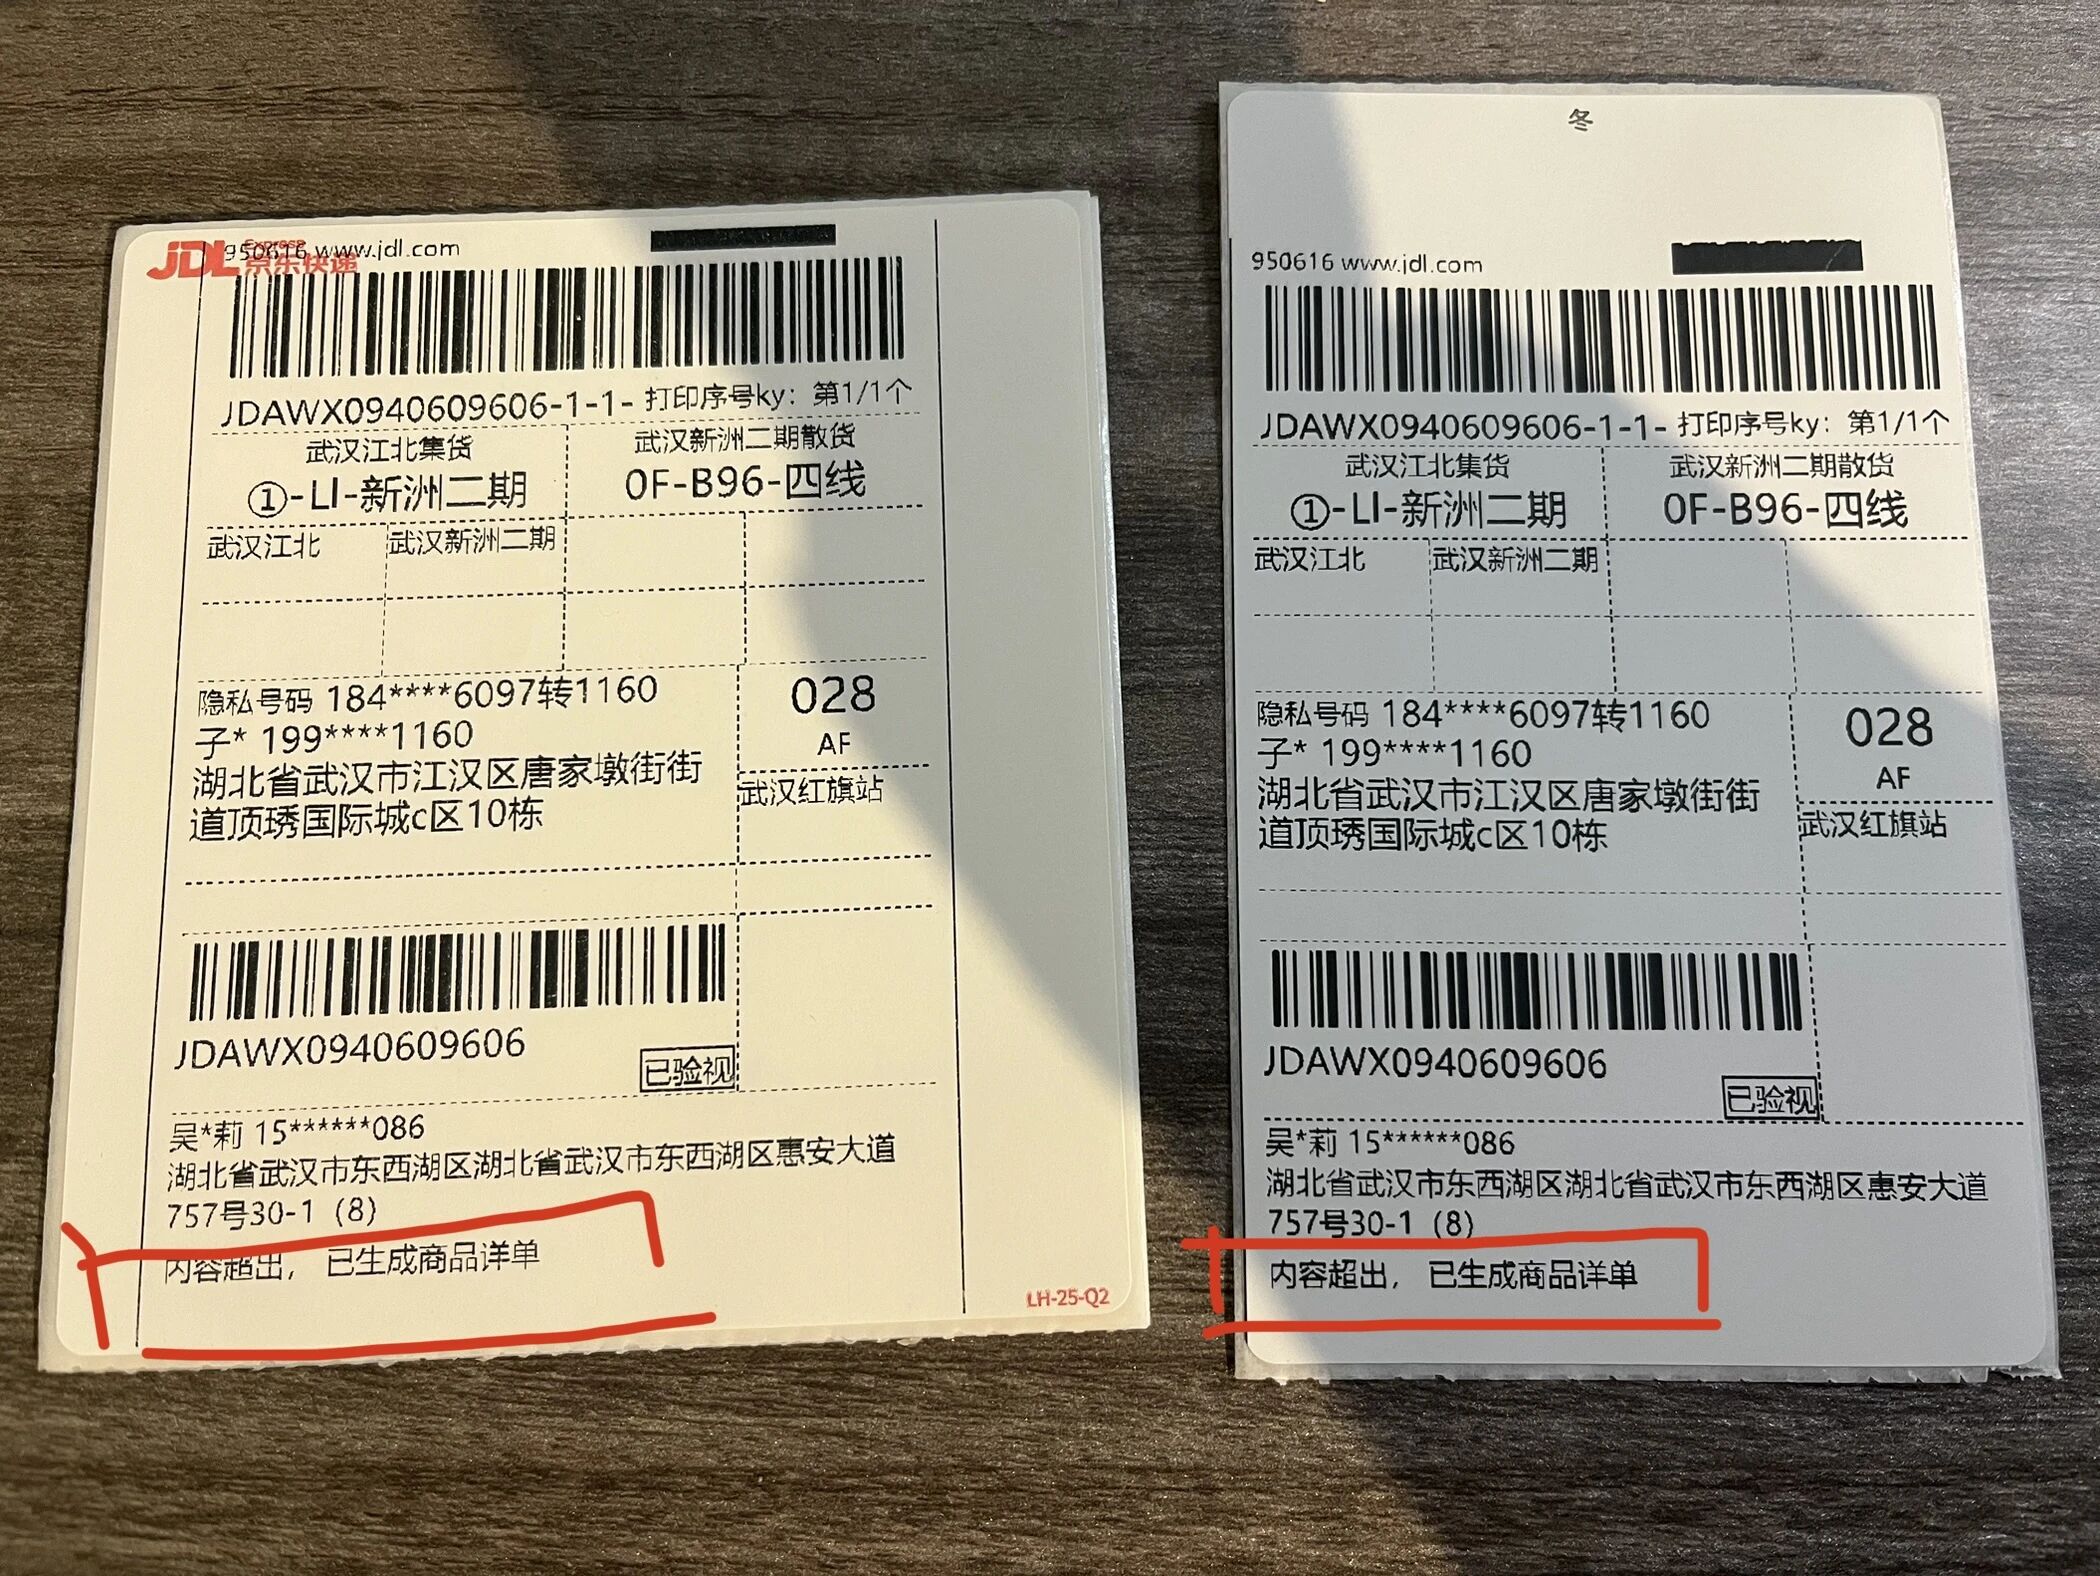 JDL Express 京东快递
950616 www.jdl.com
JDAWX0940609606-1-1- 打印序号ky：第1/1个
武汉江北集货 武汉新洲二期散货
①-LI-新洲二期 0F-B96-四线
武汉江北 武汉新洲二期
隐私号码 184****6097转1160 028
子* 199****1160 AF
湖北省武汉市江汉区唐家墩街街 武汉红旗站
道顶琇国际城c区10栋
JDAWX0940609606
已验视
吴*莉 15******086
湖北省武汉市东西湖区湖北省武汉市东西湖区惠安大道
757号30-1（8）
内容超出， 已生成商品详单
LH-25-Q2
冬
950616 www.jdl.com
JDAWX0940609606-1-1- 打印序号ky：第1/1个
武汉江北集货 武汉新洲二期散货
①-LI-新洲二期 0F-B96-四线
武汉江北 武汉新洲二期
隐私号码 184****6097转1160 028
子* 199****1160 AF
湖北省武汉市江汉区唐家墩街街 武汉红旗站
道顶琇国际城c区10栋
JDAWX0940609606
已验视
吴*莉 15******086
湖北省武汉市东西湖区湖北省武汉市东西湖区惠安大道
757号30-1（8）
内容超出， 已生成商品详单